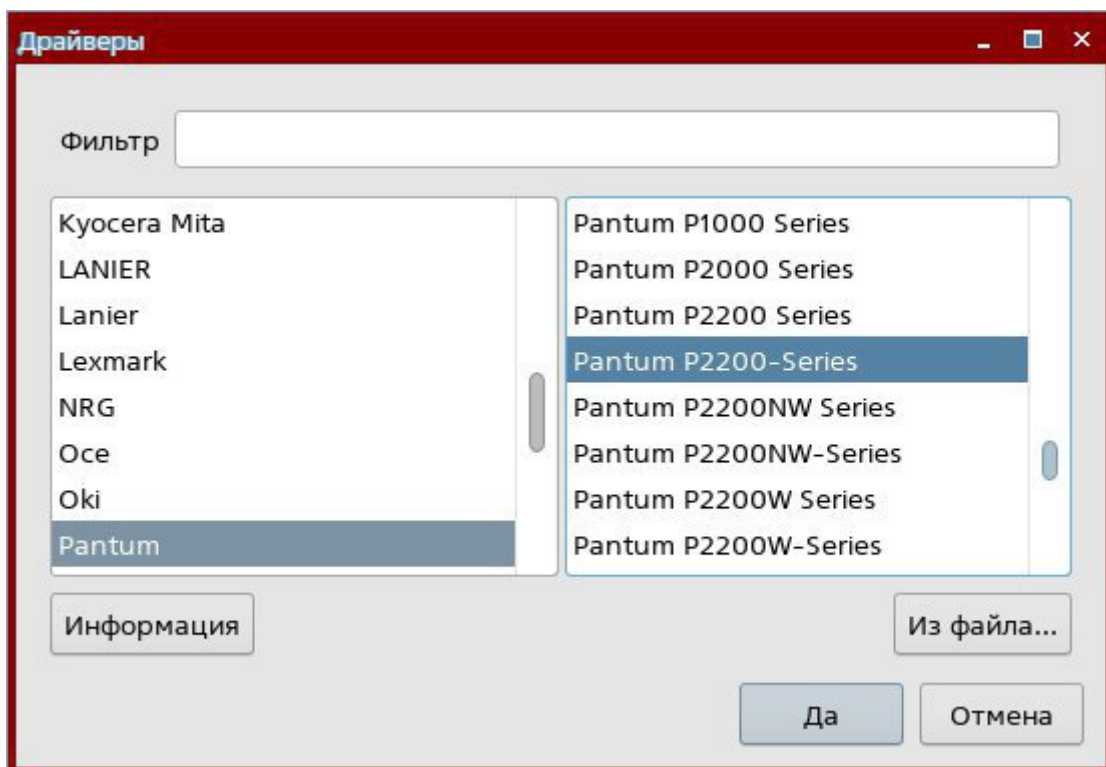 Драйверы
Фильтр
Kyocera Mita
LANIER
Lanier
Lexmark
NRG
Oce
Oki
Pantum
Pantum P1000 Series
Pantum P2000 Series
Pantum P2200 Series
Pantum P2200-Series
Pantum P2200NW Series
Pantum P2200NW-Series
Pantum P2200W Series
Pantum P2200W-Series
Информация
Из файла...
Да
Отмена